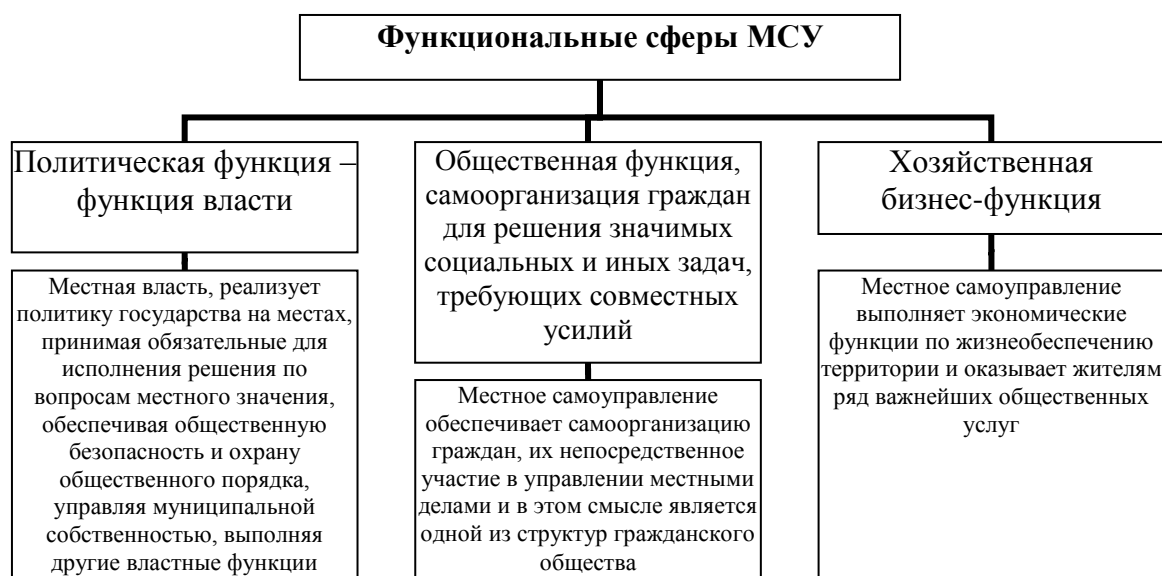 Функциональные сферы МСУ
Политическая функция –
функция власти
Местная власть, реализует
политику государства на местах,
принимая обязательные для
исполнения решения по
вопросам местного значения,
обеспечивая общественную
безопасность и охрану
общественного порядка,
управляя муниципальной
собственностью, выполняя
другие властные функции
Общественная функция,
самоорганизация граждан
для решения значимых
социальных и иных задач,
требующих совместных
усилий
Местное самоуправление
обеспечивает самоорганизацию
граждан, их непосредственное
участие в управлении местными
делами и в этом смысле является
одной из структур гражданского
общества
Хозяйственная
бизнес-функция
Местное самоуправление
выполняет экономические
функции по жизнеобеспечению
территории и оказывает жителям
ряд важнейших общественных
услуг